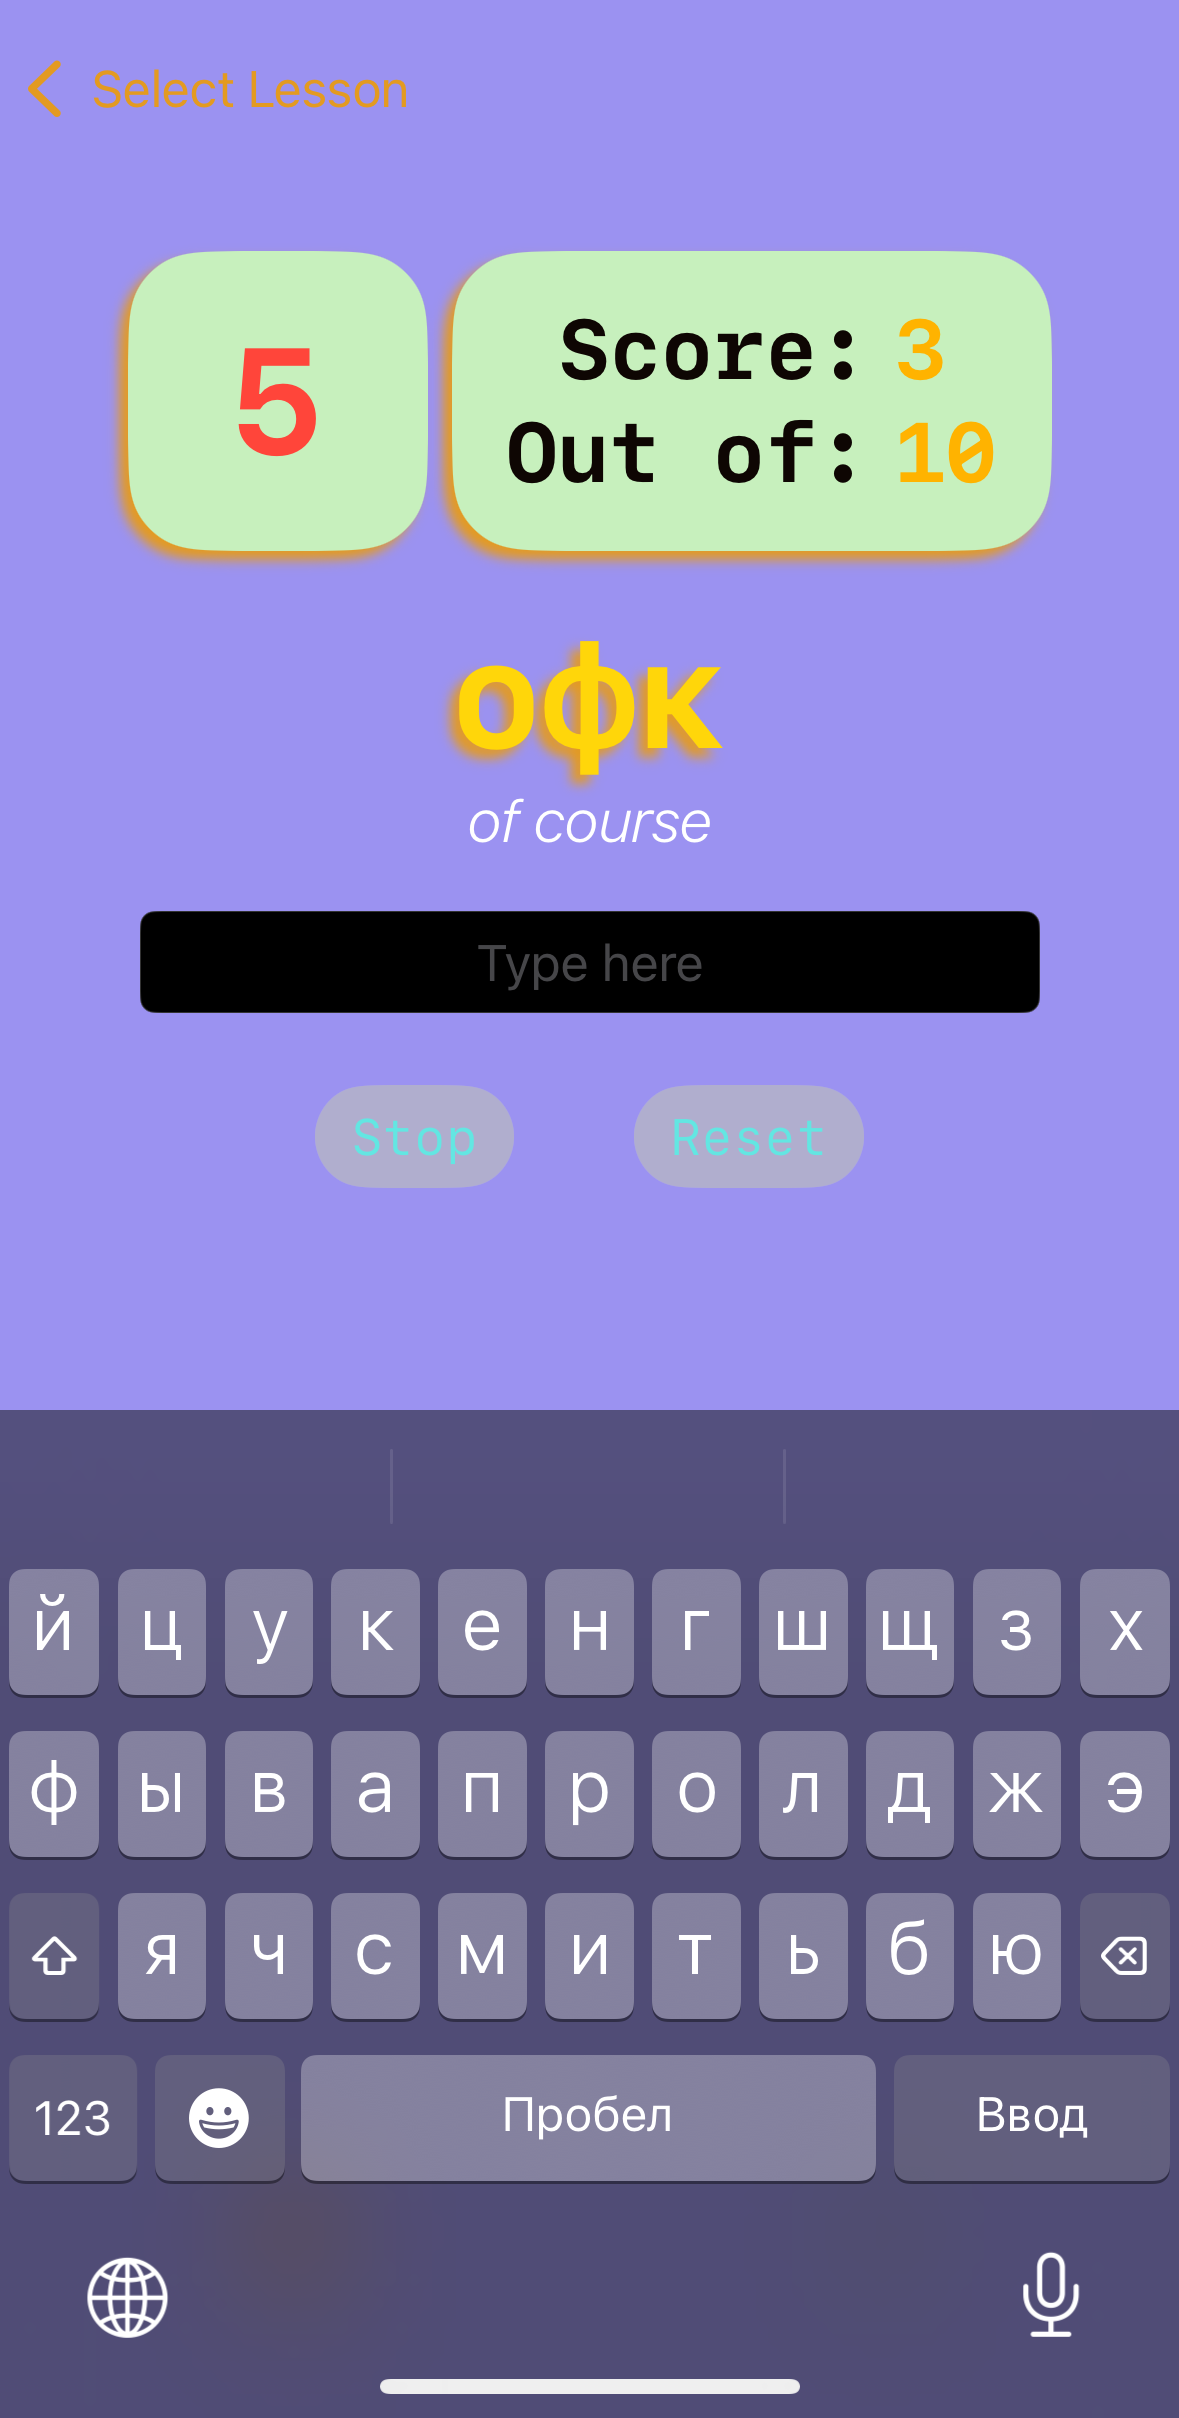 Select Lesson
5
Score: 3
Out of: 10
офк
of course
Type here
Stop Reset
й ц у к е н г ш щ з х
ф ы в а п р о л д ж э
я ч с м и т ь б ю
123 Пробел Ввод